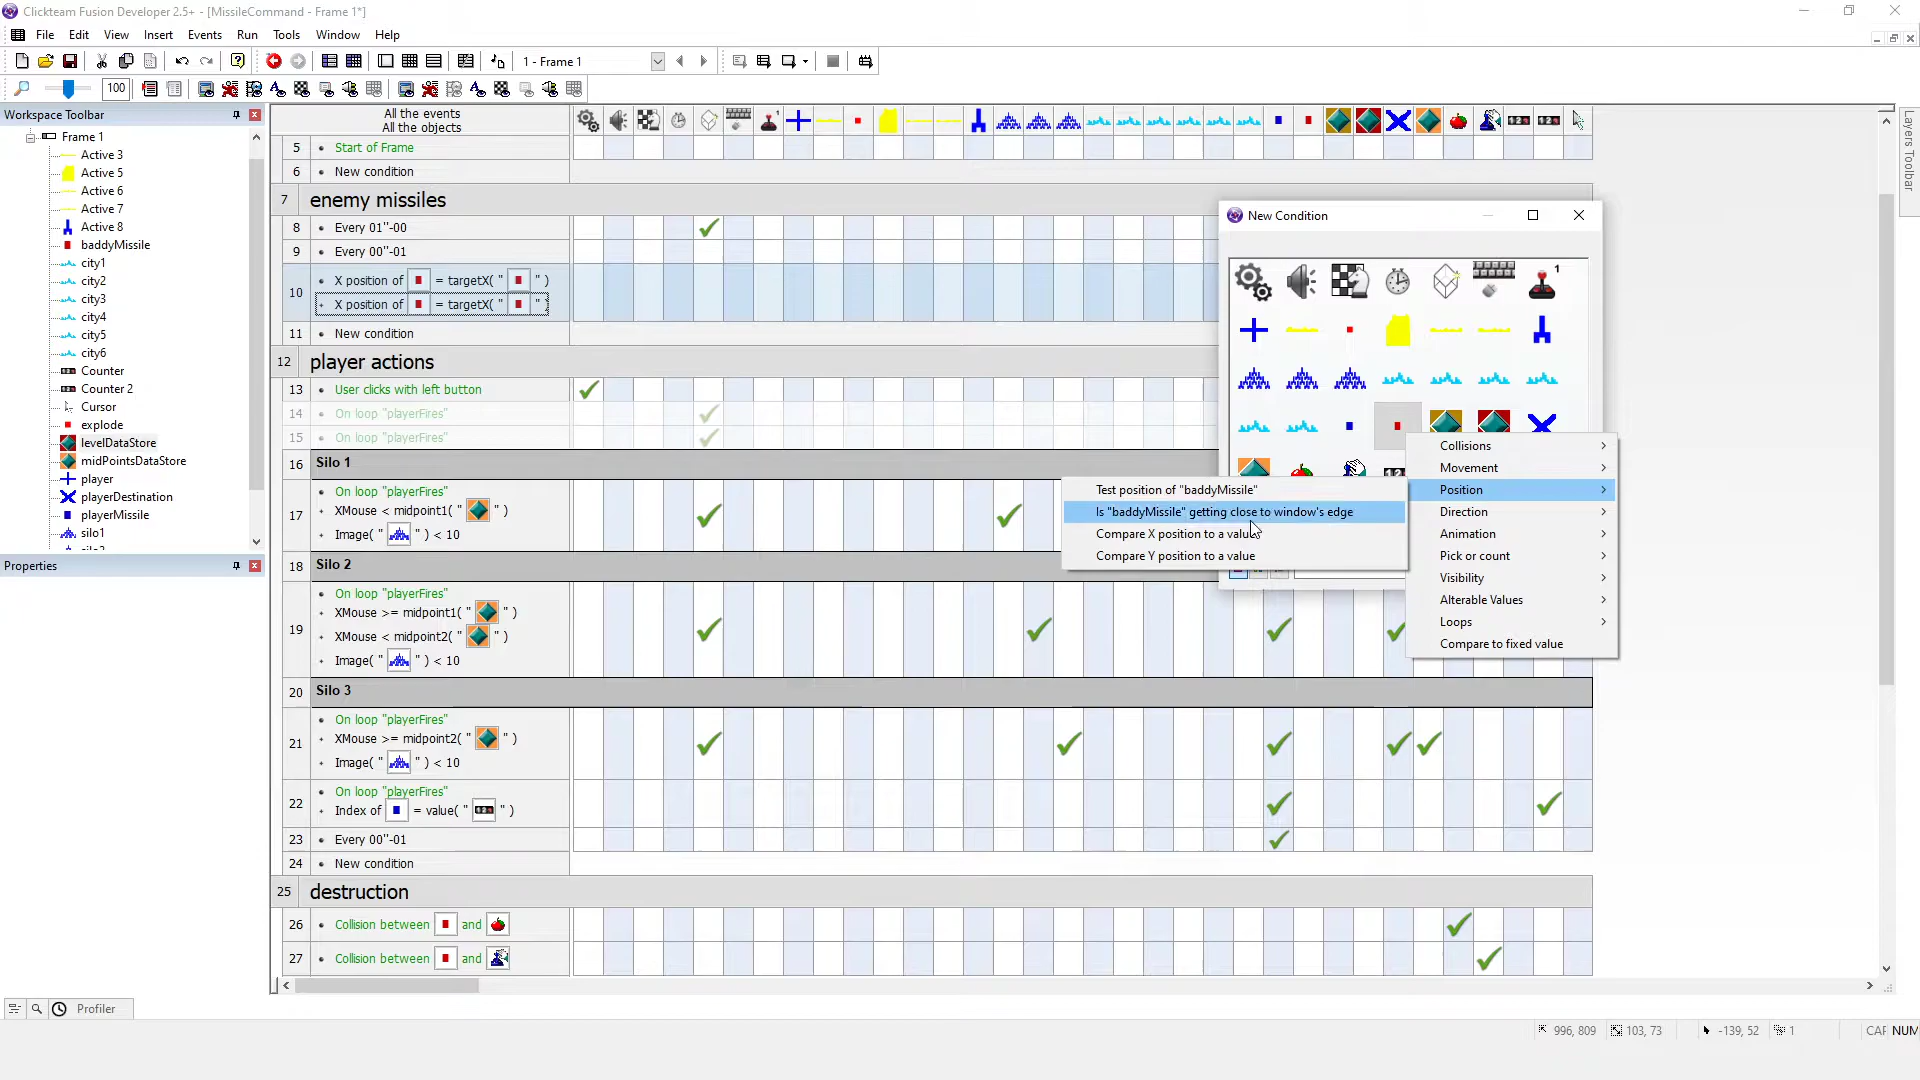 Clickteam Fusion Developer 2.5+ - [MissileCommand - Frame 1*]
File Edit View Insert Events Run Tools Window Help
1 - Frame 1
100
Workspace Toolbar
Frame 1
Active 3
Active 5
Active 6
Active 7
Active 8
baddyMissile
city1
city2
city3
city4
city5
city6
Counter
Counter 2
Cursor
explode
levelDataStore
midPointsDataStore
player
playerDestination
playerMissile
silo1
Properties
Profiler
All the events
All the objects
5 Start of Frame
6 New condition
7 enemy missiles
8 Every 01"-00
9 Every 00"-01
10 X position of = targetX( " " )
X position of = targetX( " "
11 New condition
12 player actions
13 User clicks with left button
14 On loop "playerFires"
15 On loop "playerFires"
16 Silo 1
17 On loop "playerFires"
XMouse < midpoint1( " " )
Image( " " ) < 10
18 Silo 2
19 On loop "playerFires"
XMouse >= midpoint1( " " )
XMouse < midpoint2( " " )
Image( " " ) < 10
20 Silo 3
21 On loop "playerFires"
XMouse >= midpoint2( " " )
Image( " " ) < 10
22 On loop "playerFires"
Index of = value( " " )
23 Every 00"-01
24 New condition
25 destruction
26 Collision between and
27 Collision between and
New Condition
1
Collisions
Movement
Position
Direction
Animation
Pick or count
Visibility
Alterable Values
Loops
Compare to fixed value
Test position of "baddyMissile"
Is "baddyMissile" getting close to window's edge
Compare X position to a value
Compare Y position to a value
Layers Toolbar
996, 809 103, 73 -139, 52 1 NUM